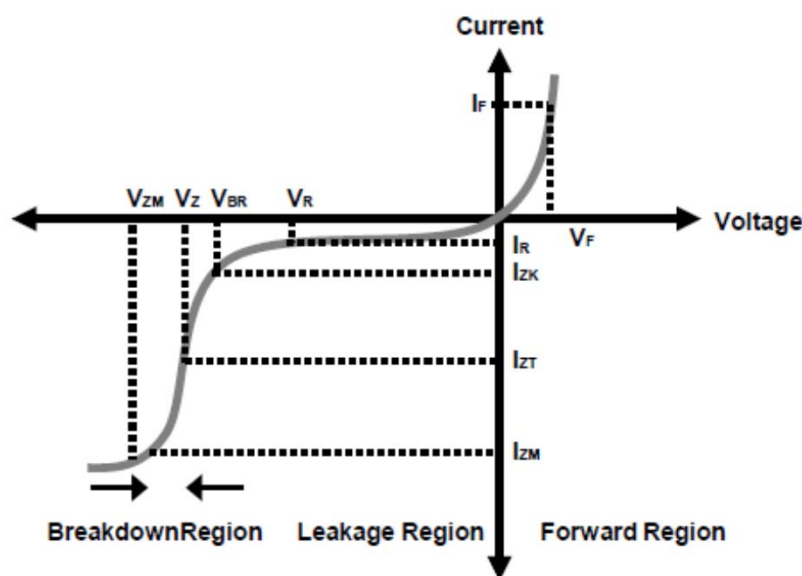 Current
IF
VZM VZ VBR VR
Voltage
VF
IR
IZK
IZT
IZM
BreakdownRegion Leakage Region Forward Region